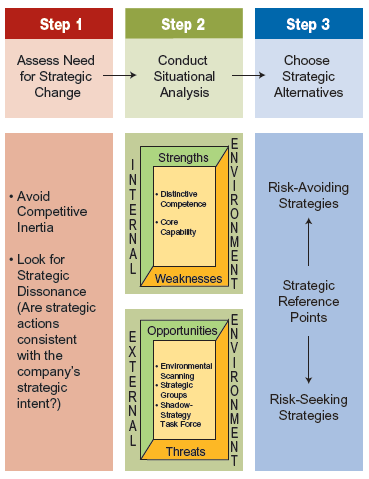 Step 1
Step 2
Step 3
Assess Need
for Strategic
Change
Conduct
Situational
Analysis
Choose
Strategic
Alternatives
• Avoid
Competitive
Inertia
• Look for
Strategic
Dissonance
(Are strategic
actions
consistent
with the
company's
strategic
intent?)
INTERNAL
Strengths
• Distinctive
Competence
• Core
Capability
Weaknesses
ENVIRONMENT
EXTERNAL
Opportunities
• Environmental
Scanning
• Strategic
Groups
• Shadow-
Strategy
Task Force
Threats
ENVIRONMENT
Risk-Avoiding
Strategies
Strategic
Reference
Points
Risk-Seeking
Strategies